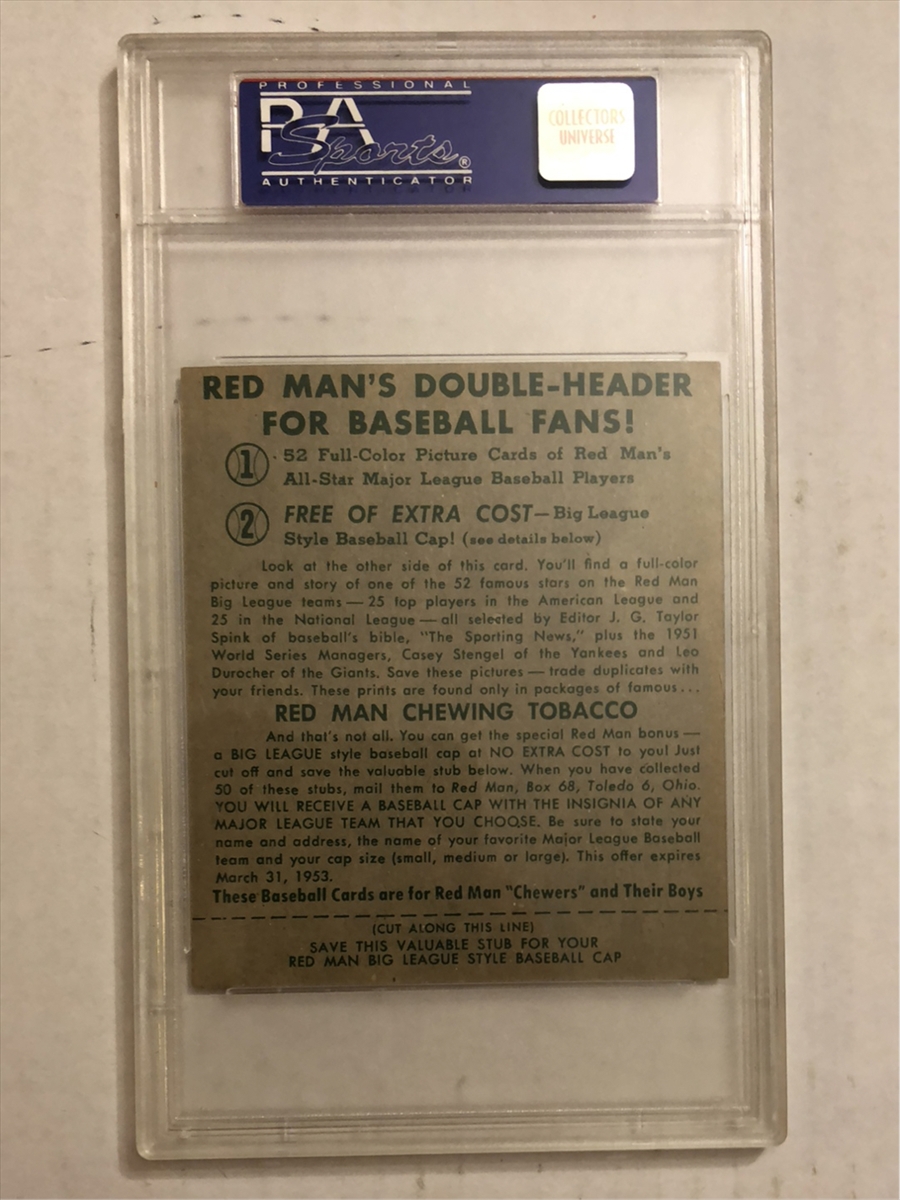 PROFESSIONAL
PSA
Sports®
AUTHENTICATOR
COLLECTORS
UNIVERSE
RED MAN'S DOUBLE-HEADER
FOR BASEBALL FANS!
1 52 Full-Color Picture Cards of Red Man's
All-Star Major League Baseball Players
2 FREE OF EXTRA COST—Big League
Style Baseball Cap! (see details below)
Look at the other side of this card. You'll find a full-color
picture and story of one of the 52 famous stars on the Red Man
Big League teams — 25 top players in the American League and
25 in the National League — all selected by Editor J. G. Taylor
Spink of baseball's bible, "The Sporting News," plus the 1951
World Series Managers, Casey Stengel of the Yankees and Leo
Durocher of the Giants. Save these pictures — trade duplicates with
your friends. These prints are found only in packages of famous...
RED MAN CHEWING TOBACCO
And that's not all. You can get the special Red Man bonus —
a BIG LEAGUE style baseball cap at NO EXTRA COST to you! Just
cut off and save the valuable stub below. When you have collected
50 of these stubs, mail them to Red Man, Box 68, Toledo 6, Ohio.
YOU WILL RECEIVE A BASEBALL CAP WITH THE INSIGNIA OF ANY
MAJOR LEAGUE TEAM THAT YOU CHOOSE. Be sure to state your
name and address, the name of your favorite Major League Baseball
team and your cap size (small, medium or large). This offer expires
March 31, 1953.
These Baseball Cards are for Red Man "Chewers" and Their Boys
(CUT ALONG THIS LINE)
SAVE THIS VALUABLE STUB FOR YOUR
RED MAN BIG LEAGUE STYLE BASEBALL CAP